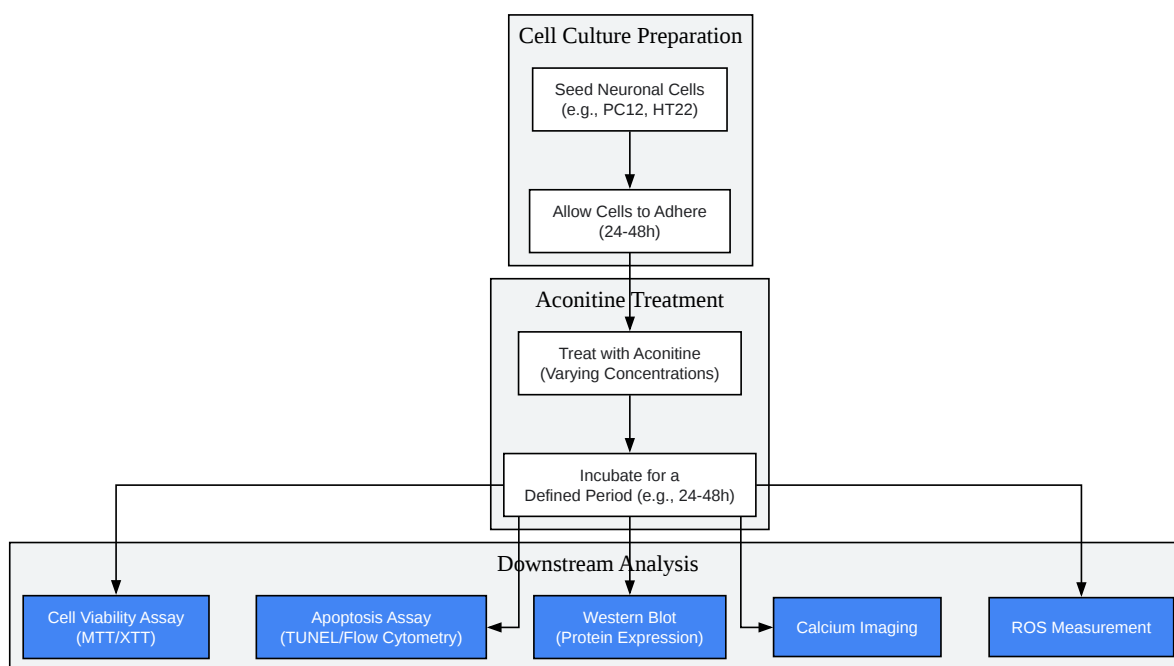 Cell Culture Preparation
Seed Neuronal Cells
(e.g., PC12, HT22)
Allow Cells to Adhere
(24-48h)
Aconitine Treatment
Treat with Aconitine
(Varying Concentrations)
Incubate for a
Defined Period (e.g., 24-48h)
Downstream Analysis
Cell Viability Assay
(MTT/XTT)
Apoptosis Assay
(TUNEL/Flow Cytometry)
Western Blot
(Protein Expression)
Calcium Imaging
ROS Measurement